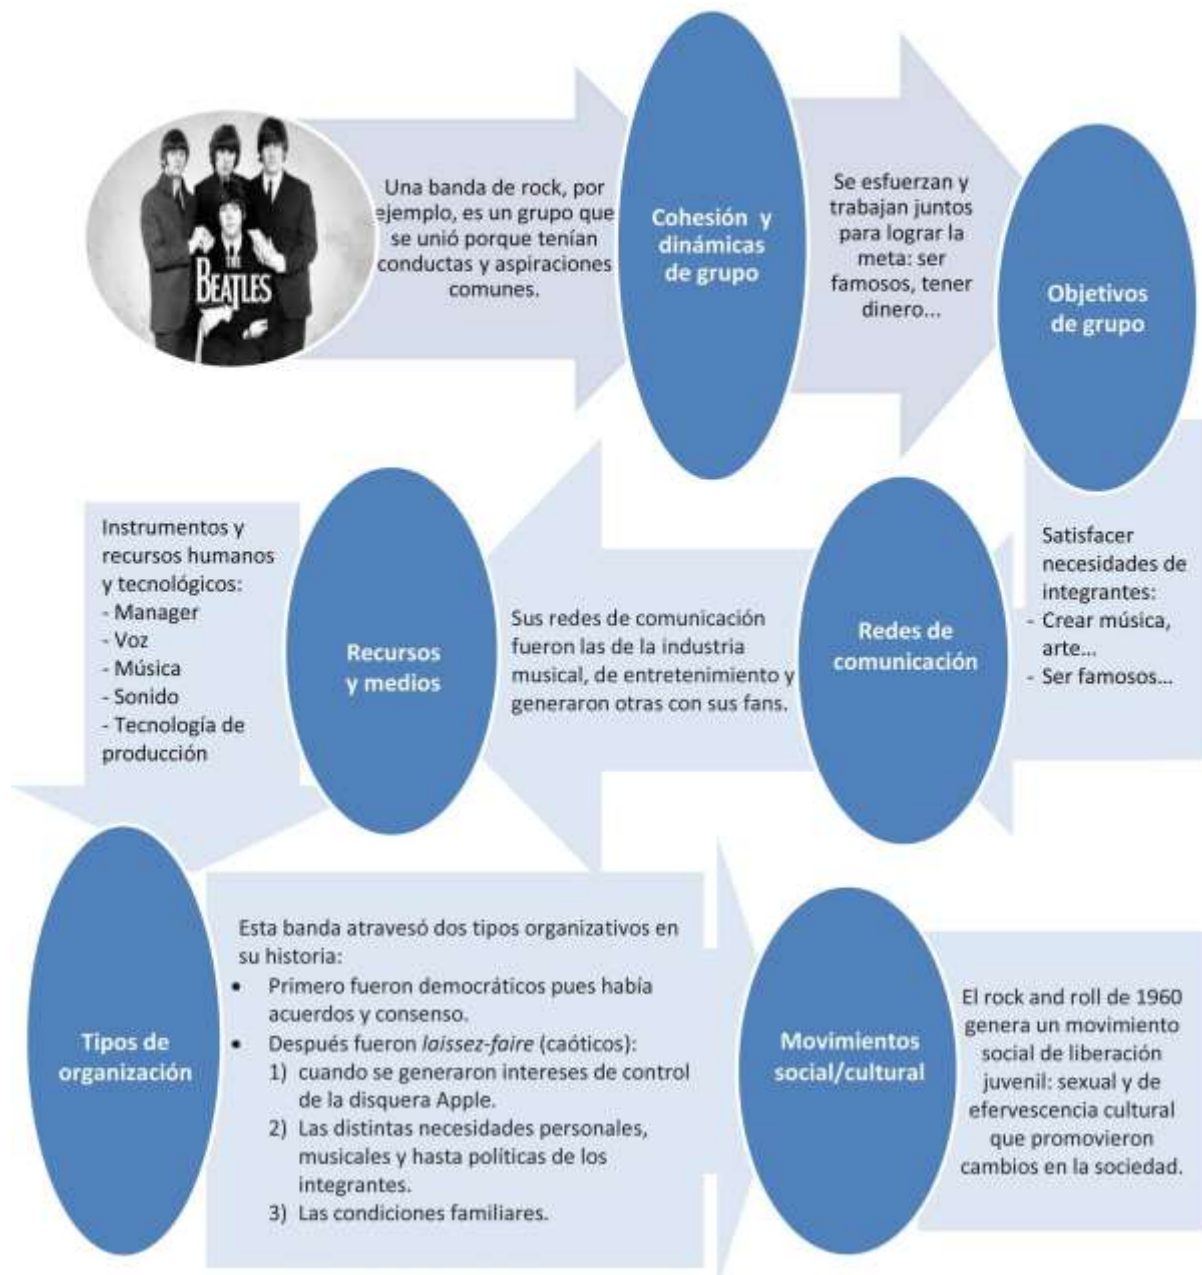 THE
BEATLES
Una banda de rock, por
ejemplo, es un grupo que
se unió porque tenían
conductas y aspiraciones
comunes.
Cohesión y
dinámicas
de grupo
Se esfuerzan y
trabajan juntos
para lograr la
meta: ser
famosos, tener
dinero...
Objetivos
de grupo
Satisfacer
necesidades de
integrantes:
- Crear música,
arte...
- Ser famosos...
Redes de
comunicación
Sus redes de comunicación
fueron las de la industria
musical, de entretenimiento y
generaron otras con sus fans.
Recursos
y medios
Instrumentos y
recursos humanos
y tecnológicos:
- Manager
- Voz
- Música
- Sonido
- Tecnología de
producción
Tipos de
organización
Esta banda atravesó dos tipos organizativos en
su historia:
• Primero fueron democráticos pues había
acuerdos y consenso.
• Después fueron laissez-faire (caóticos):
1) cuando se generaron intereses de control
de la disquera Apple.
2) Las distintas necesidades personales,
musicales y hasta políticas de los
integrantes.
3) Las condiciones familiares.
Movimientos
social/cultural
El rock and roll de 1960
genera un movimiento
social de liberación
juvenil: sexual y de
efervescencia cultural
que promovieron
cambios en la sociedad.